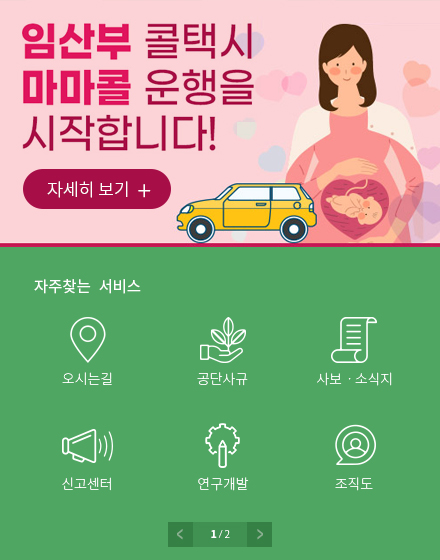 임산부 콜택시
마마콜 운행을
시작합니다!
자세히 보기 +
자주찾는 서비스
오시는길
공단사규
사보 · 소식지
신고센터
연구개발
조직도
< 1 / 2 >